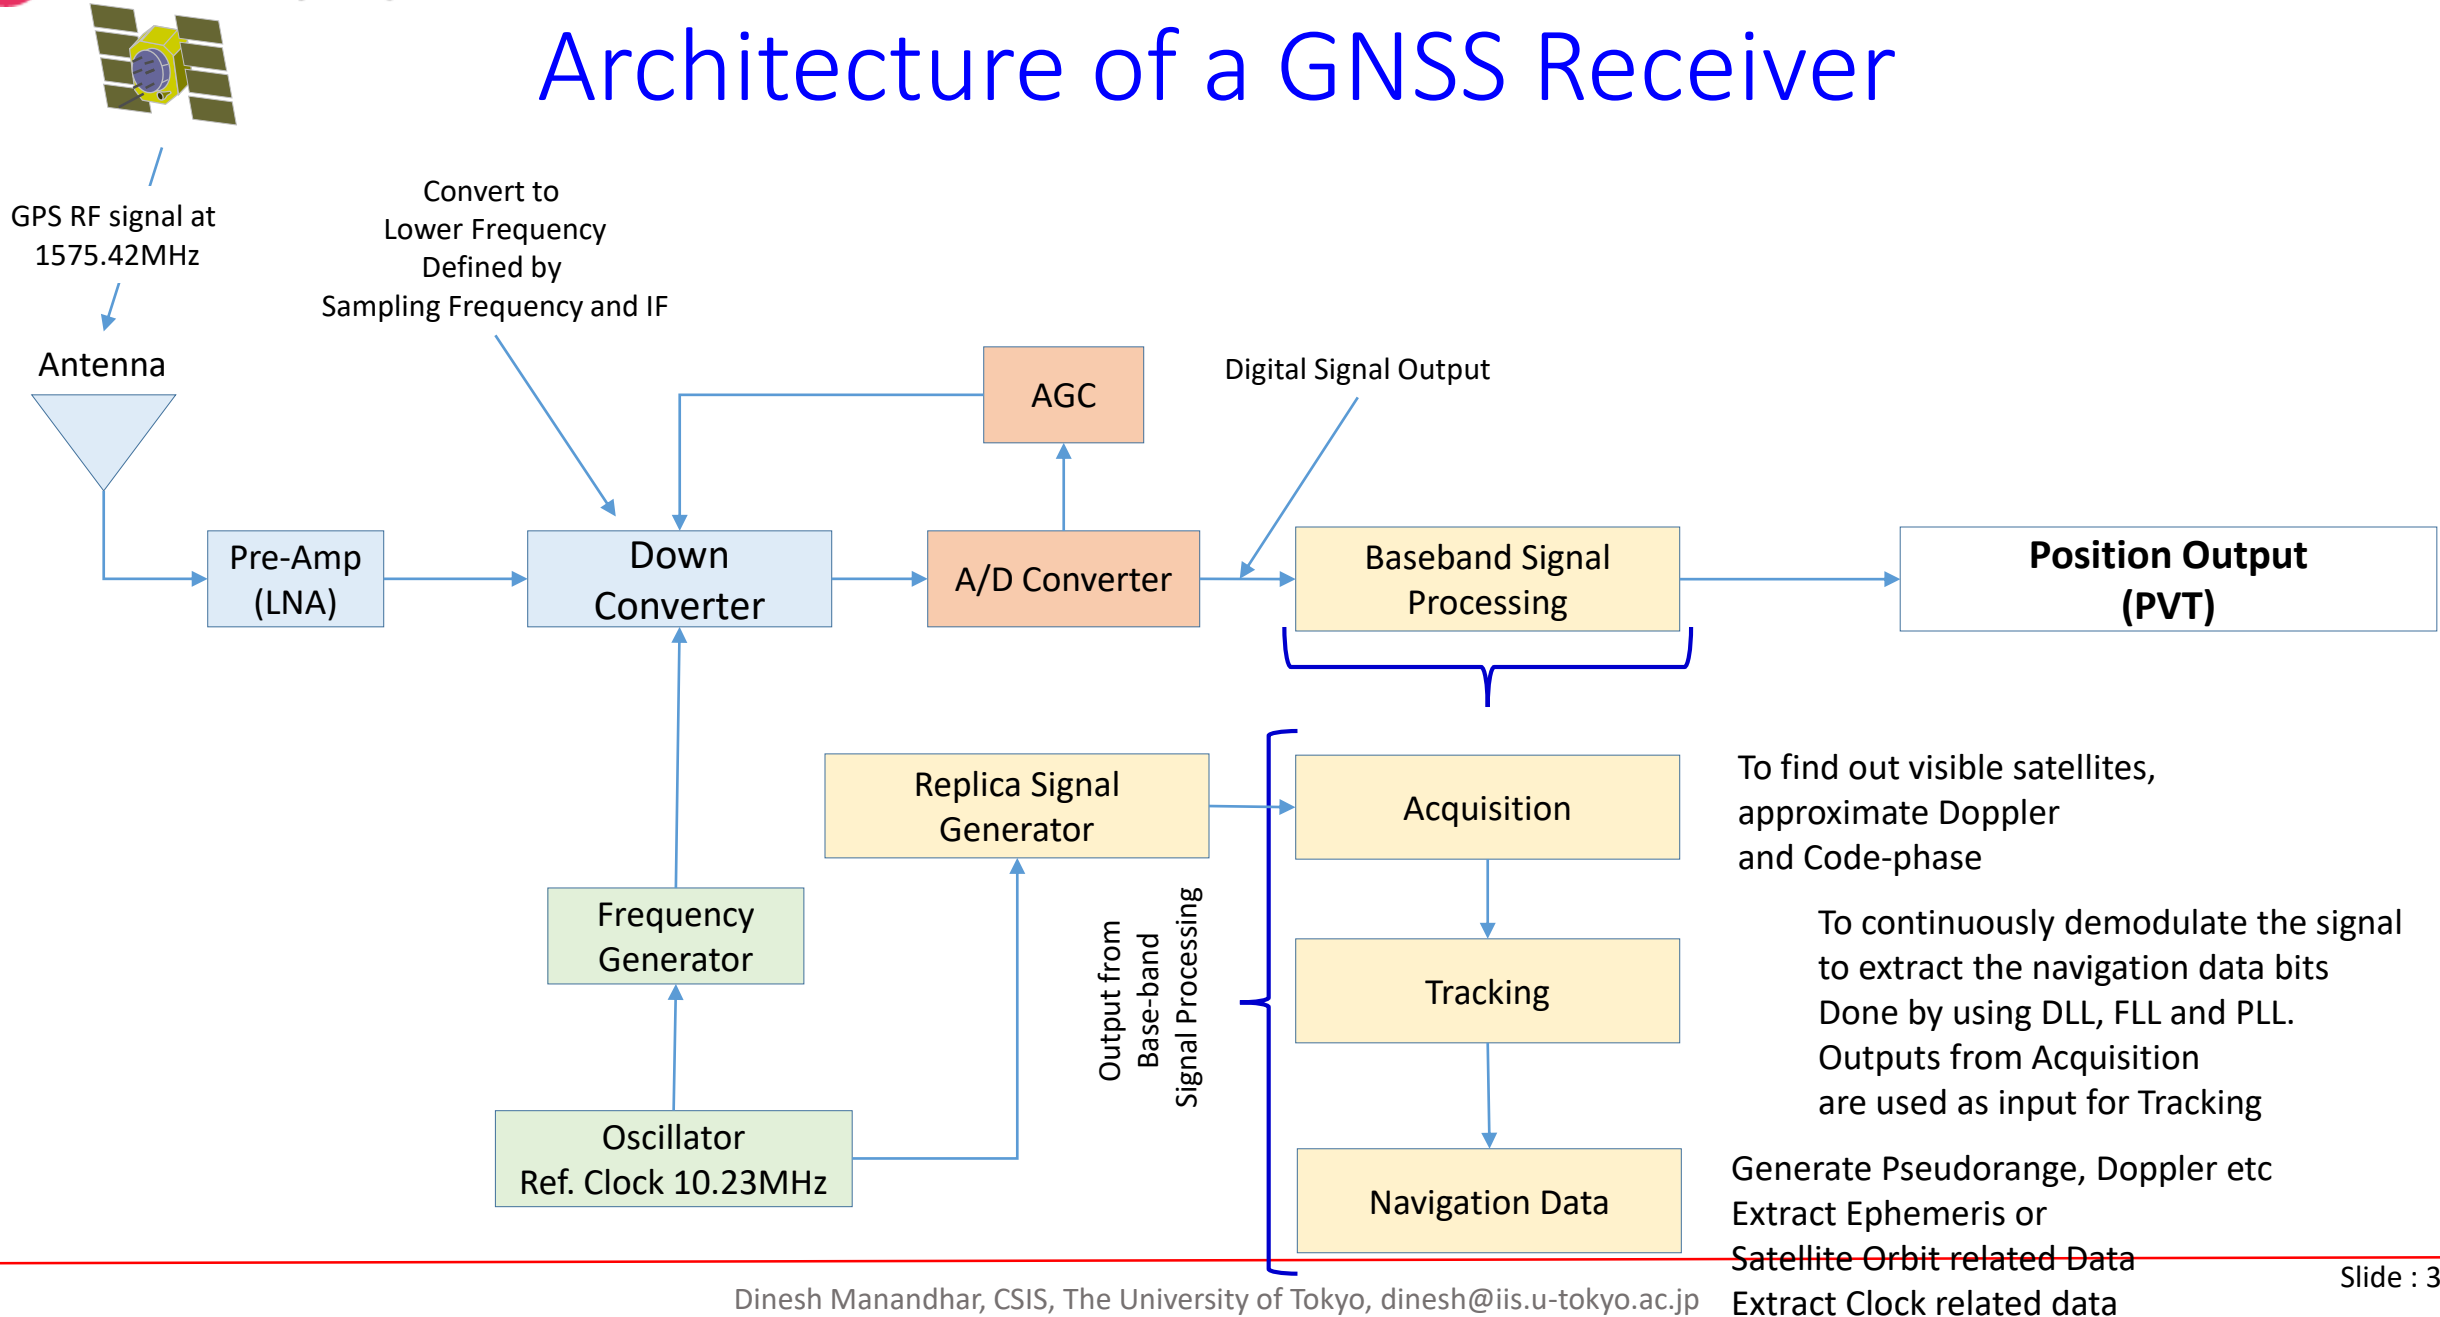 Architecture of a GNSS Receiver
GPS RF signal at
1575.42MHz
Convert to
Lower Frequency
Defined by
Sampling Frequency and IF
Antenna
AGC
Digital Signal Output
Pre-Amp
(LNA)
Down
Converter
A/D Converter
Baseband Signal
Processing
Position Output
(PVT)
Replica Signal
Generator
Acquisition
To find out visible satellites,
approximate Doppler
and Code-phase
Frequency
Generator
Output from
Base-band
Signal Processing
Tracking
To continuously demodulate the signal
to extract the navigation data bits
Done by using DLL, FLL and PLL.
Outputs from Acquisition
are used as input for Tracking
Oscillator
Ref. Clock 10.23MHz
Navigation Data
Generate Pseudorange, Doppler etc
Extract Ephemeris or
Satellite Orbit related Data
Extract Clock related data
Dinesh Manandhar, CSIS, The University of Tokyo, dinesh@iis.u-tokyo.ac.jp
Slide : 3